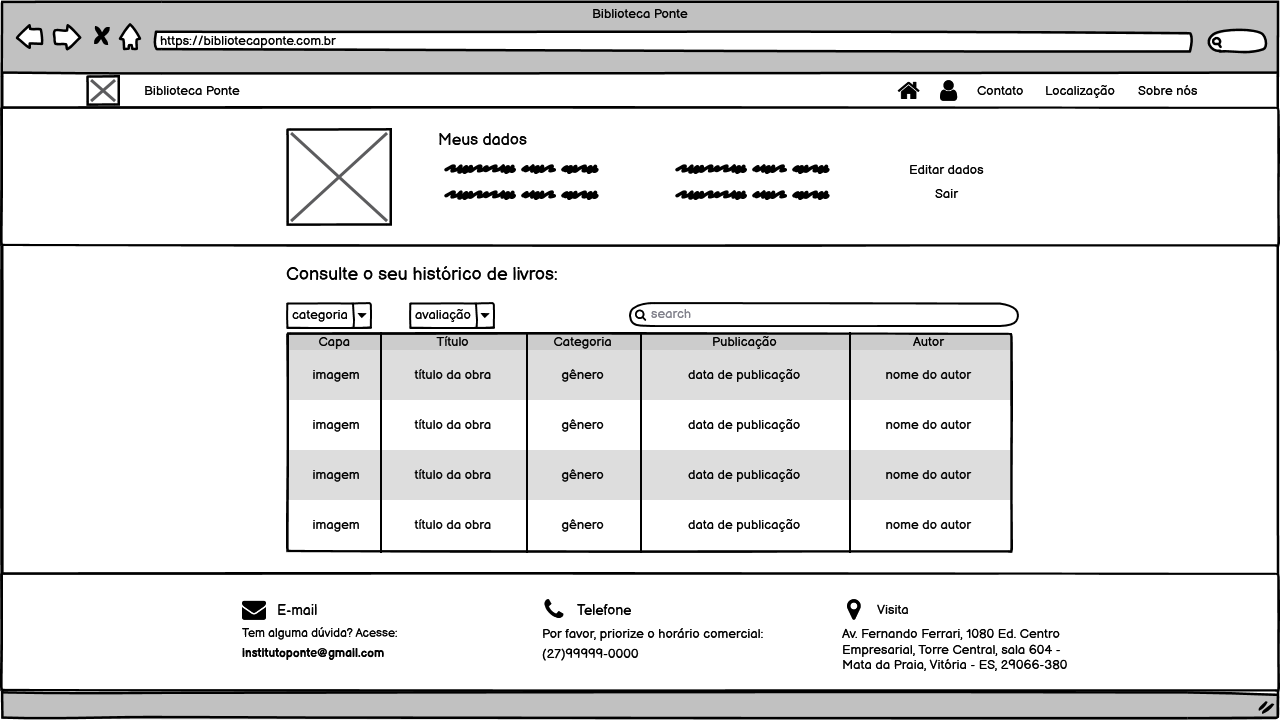 Biblioteca Ponte
https://bibliotecaponte.com.br
Biblioteca Ponte
Contato
Localização
Sobre nós
Meus dados
Editar dados
Sair
Consulte o seu histórico de livros:
categoria
avaliação
search
Capa Título Categoria Publicação Autor
imagem título da obra gênero data de publicação nome do autor
imagem título da obra gênero data de publicação nome do autor
imagem título da obra gênero data de publicação nome do autor
imagem título da obra gênero data de publicação nome do autor
E-mail
Tem alguma dúvida? Acesse:
institutoponte@gmail.com
Telefone
Por favor, priorize o horário comercial:
(27)99999-0000
Visita
Av. Fernando Ferrari, 1080 Ed. Centro
Empresarial, Torre Central, sala 604 -
Mata da Praia, Vitória - ES, 29066-380